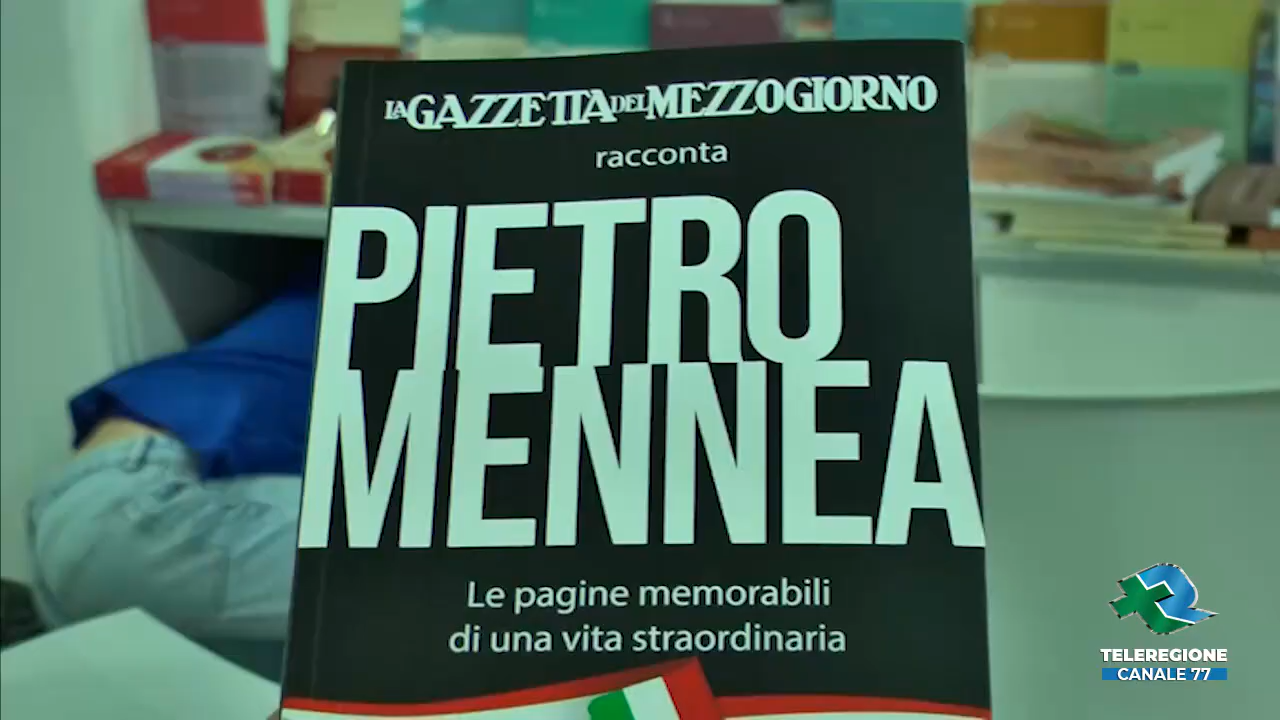 LA GAZZETTA DEL MEZZOGIORNO
racconta
PIETRO
MENNEA
Le pagine memorabili
di una vita straordinaria
TELEREGIONE
CANALE 77